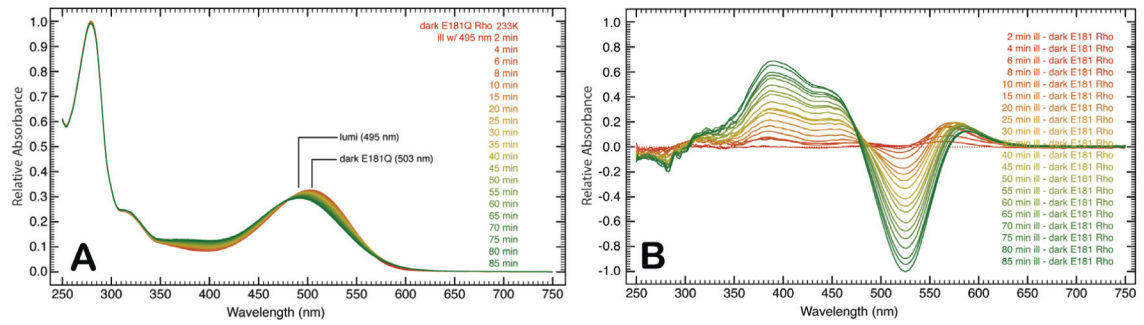 Relative Absorbance
1.0
0.9
0.8
0.7
0.6
0.5
0.4
0.3
0.2
0.1
0.0
dark E181Q Rho 233K
ill w/ 495 nm 2 min
4 min
6 min
8 min
10 min
15 min
20 min
25 min
30 min
35 min
40 min
45 min
50 min
55 min
60 min
65 min
70 min
75 min
80 min
85 min
lumi (495 nm)
dark E181Q (503 nm)
A
250 300 350 400 450 500 550 600 650 700 750
Wavelength (nm)
Relative Absorbance
1.0
0.8
0.6
0.4
0.2
0.0
-0.2
-0.4
-0.6
-0.8
-1.0
2 min ill - dark E181 Rho
4 min ill - dark E181 Rho
6 min ill - dark E181 Rho
8 min ill - dark E181 Rho
10 min ill - dark E181 Rho
15 min ill - dark E181 Rho
20 min ill - dark E181 Rho
25 min ill - dark E181 Rho
30 min ill - dark E181 Rho
40 min ill - dark E181 Rho
45 min ill - dark E181 Rho
50 min ill - dark E181 Rho
55 min ill - dark E181 Rho
60 min ill - dark E181 Rho
65 min ill - dark E181 Rho
70 min ill - dark E181 Rho
75 min ill - dark E181 Rho
80 min ill - dark E181 Rho
85 min ill - dark E181 Rho
B
250 300 350 400 450 500 550 600 650 700 750
Wavelength (nm)